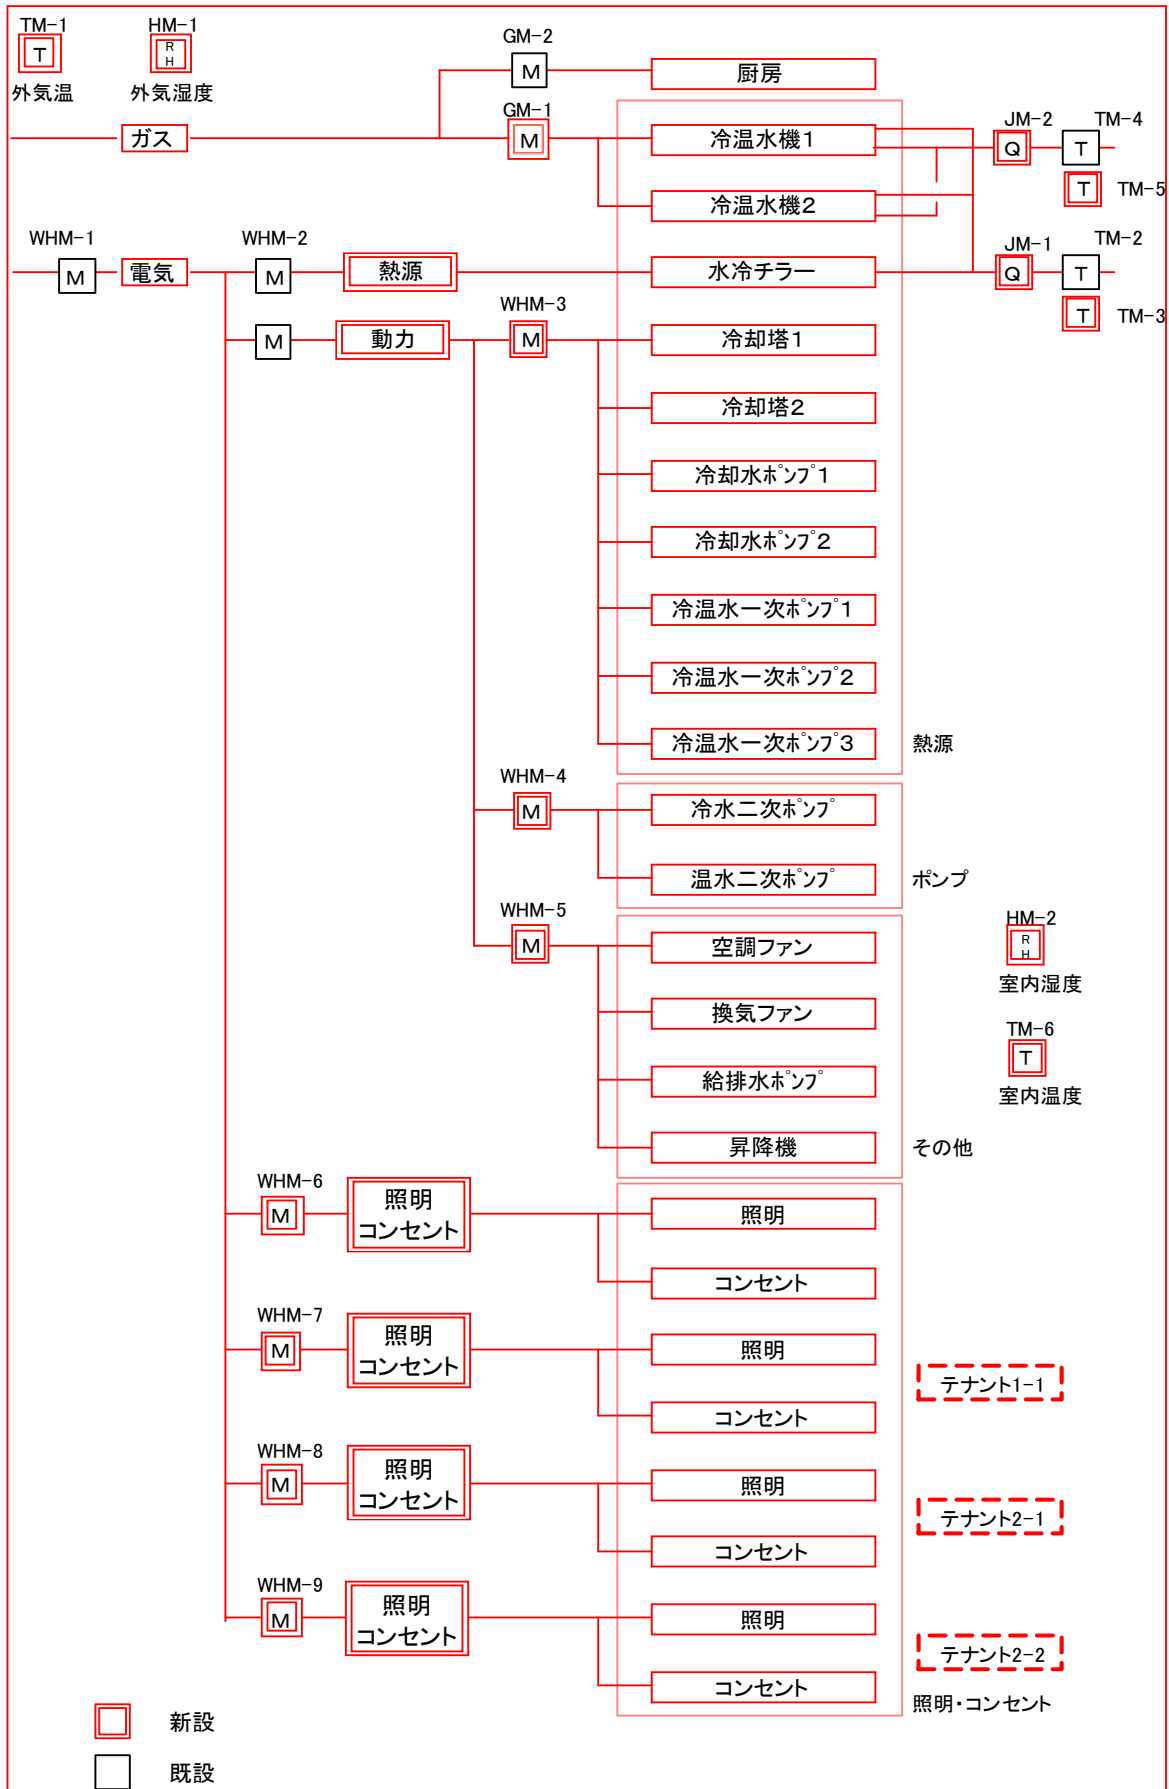 TM-1
HM-1
T
R
H
外気温
外気湿度
GM-2
M
厨房
GM-1
ガス
M
冷温水機1
JM-2
TM-4
Q
T
冷温水機2
T
TM-5
WHM-1
WHM-2
M
電気
M
熱源
水冷チラー
JM-1
TM-2
Q
T
WHM-3
T
TM-3
M
動力
M
冷却塔1
冷却塔2
冷却水ﾎﾟﾝﾌﾟ1
冷却水ﾎﾟﾝﾌﾟ2
冷温水一次ﾎﾟﾝﾌﾟ1
冷温水一次ﾎﾟﾝﾌﾟ2
冷温水一次ﾎﾟﾝﾌﾟ3
熱源
WHM-4
M
冷水二次ﾎﾟﾝﾌﾟ
温水二次ﾎﾟﾝﾌﾟ
ポンプ
WHM-5
M
空調ファン
HM-2
R
H
室内湿度
換気ファン
TM-6
T
室内温度
給排水ﾎﾟﾝﾌﾟ
昇降機
その他
WHM-6
M
照明
コンセント
照明
コンセント
WHM-7
M
照明
コンセント
照明
テナント1-1
コンセント
WHM-8
M
照明
コンセント
照明
テナント2-1
コンセント
WHM-9
M
照明
コンセント
照明
テナント2-2
コンセント
照明・コンセント
新設
既設